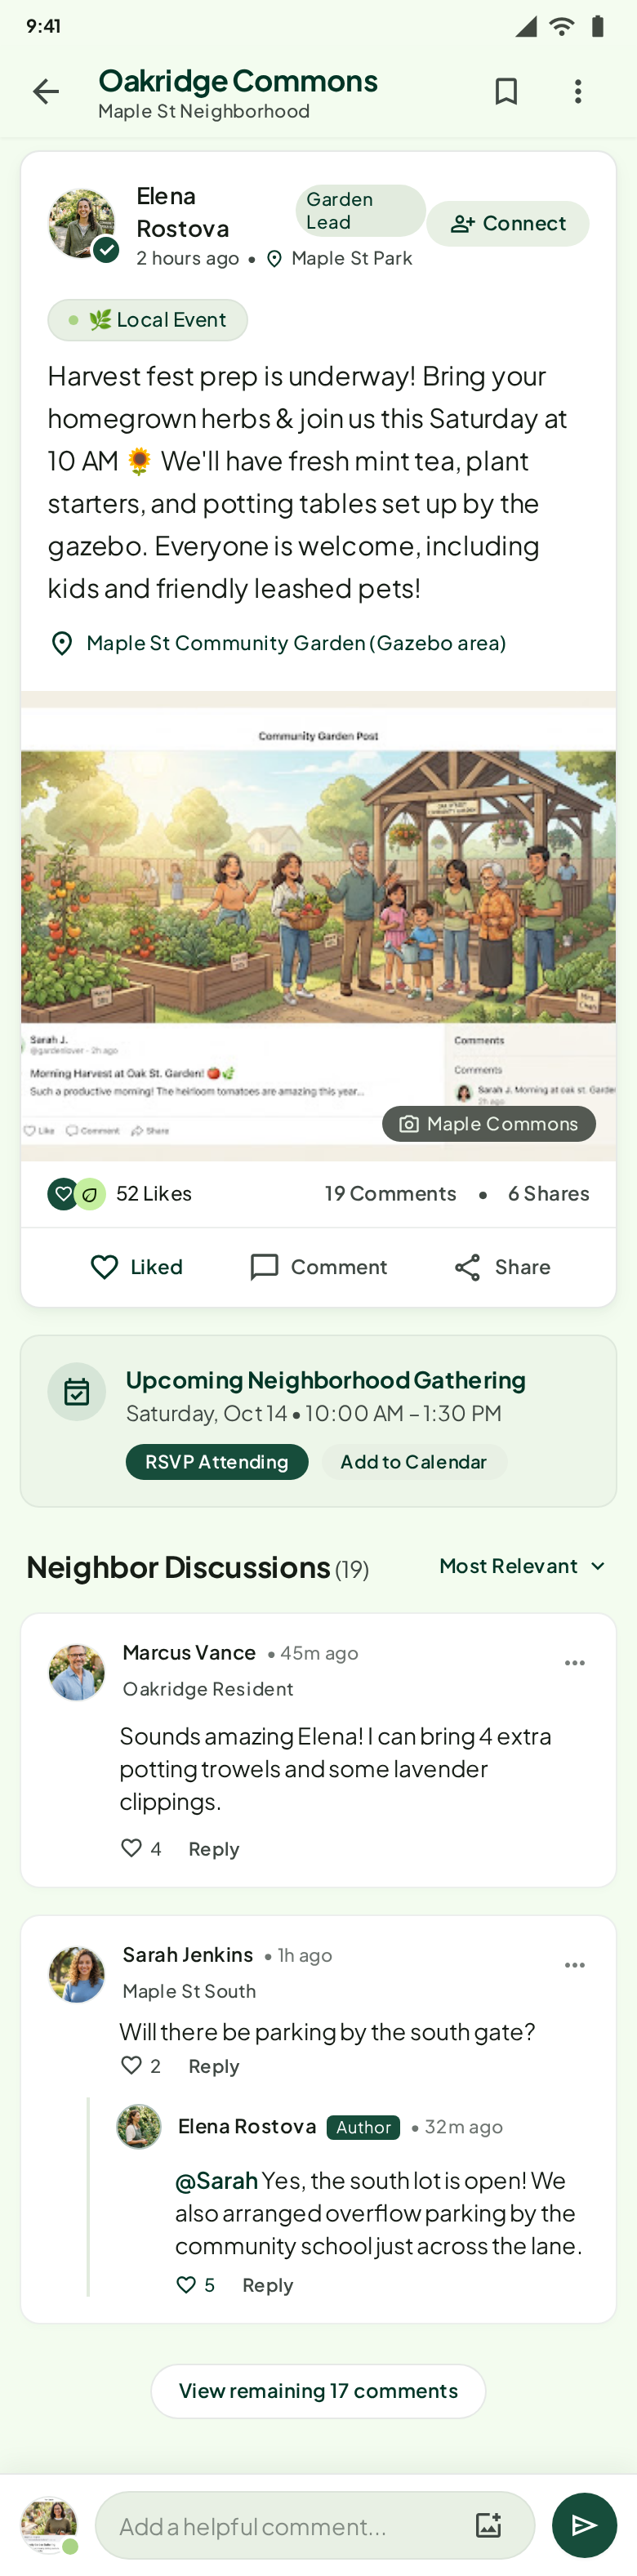 9:41
Oakridge Commons
Maple St Neighborhood
Elena
Rostova
Garden
Lead
Connect
2 hours ago • Maple St Park
🌿 Local Event
Harvest fest prep is underway! Bring your
homegrown herbs & join us this Saturday at
10 AM 🌻 We'll have fresh mint tea, plant
starters, and potting tables set up by the
gazebo. Everyone is welcome, including
kids and friendly leashed pets!
Maple St Community Garden (Gazebo area)
Community Garden Post
Sarah J.
@gardenlover · 2h ago
Morning Harvest at Oak St. Garden! 🍅🌿
Such a productive morning! The heirloom tomatoes are amazing this year...
Like Comment Share
Comments
Comments
Sarah J. Morning at oak st. Garde
2h ago
Maple Commons
52 Likes
19 Comments • 6 Shares
Liked
Comment
Share
Upcoming Neighborhood Gathering
Saturday, Oct 14 • 10:00 AM – 1:30 PM
RSVP Attending
Add to Calendar
Neighbor Discussions (19)
Most Relevant
Marcus Vance • 45m ago
Oakridge Resident
Sounds amazing Elena! I can bring 4 extra
potting trowels and some lavender
clippings.
4 Reply
Sarah Jenkins • 1h ago
Maple St South
Will there be parking by the south gate?
2 Reply
Elena Rostova Author • 32m ago
@Sarah Yes, the south lot is open! We
also arranged overflow parking by the
community school just across the lane.
5 Reply
View remaining 17 comments
Add a helpful comment...